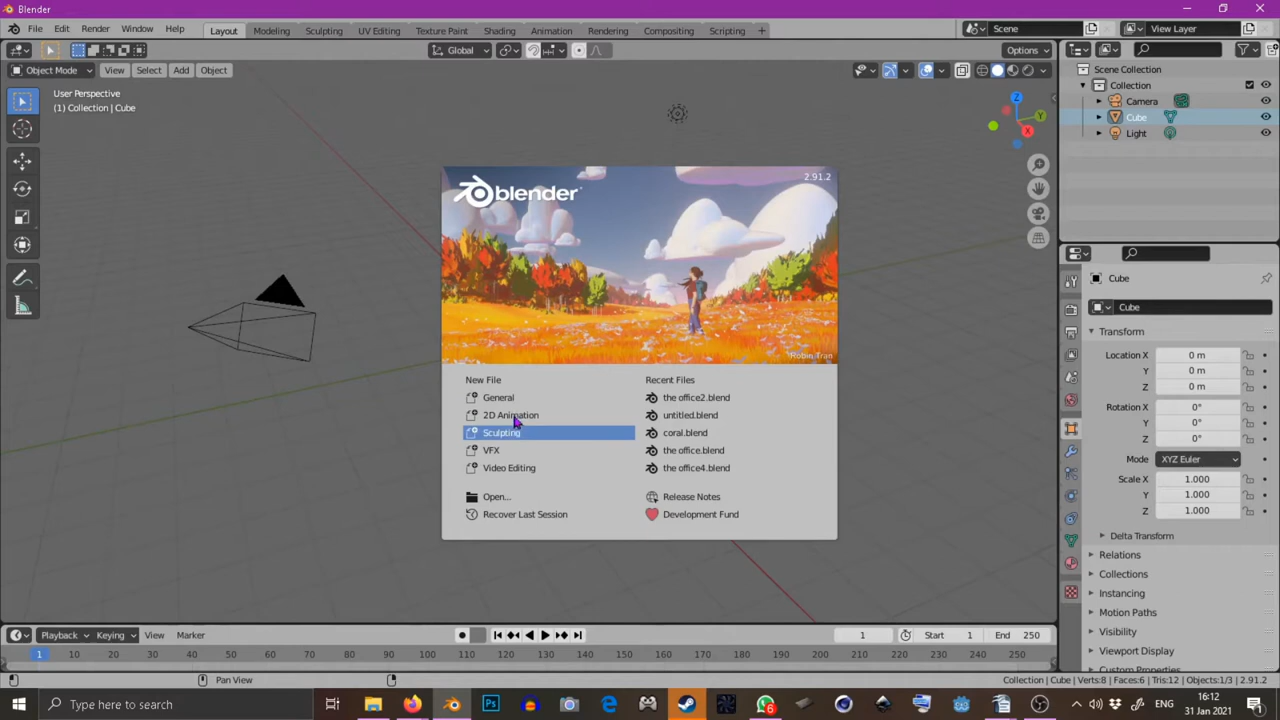 Blender
File Edit Render Window Help
Layout Modeling Sculpting UV Editing Texture Paint Shading Animation Rendering Compositing Scripting +
Scene
View Layer
Global
Options
Object Mode View Select Add Object
User Perspective
(1) Collection | Cube
Z
Y
X
Scene Collection
Collection
Camera
Cube
Light
blender
2.91.2
Robin Tran
New File
General
2D Animation
Sculpting
VFX
Video Editing
Open...
Recover Last Session
Recent Files
the office2.blend
untitled.blend
coral.blend
the office.blend
the office4.blend
Release Notes
Development Fund
Cube
Cube
Transform
Location X 0 m
Y 0 m
Z 0 m
Rotation X 0°
Y 0°
Z 0°
Mode XYZ Euler
Scale X 1.000
Y 1.000
Z 1.000
Delta Transform
Relations
Collections
Instancing
Motion Paths
Visibility
Viewport Display
Custom Properties
Playback Keying View Marker
1 Start 1 End 250
1 10 20 30 40 50 60 70 80 90 100 110 120 130 140 150 160 170 180 190 200 210 220 230 240 250
Pan View
Collection | Cube | Verts:8 | Faces:6 | Tris:12 | Objects:1/3 | 2.91.2
Type here to search
Ps
6
ENG
16:12
31 Jan 2021